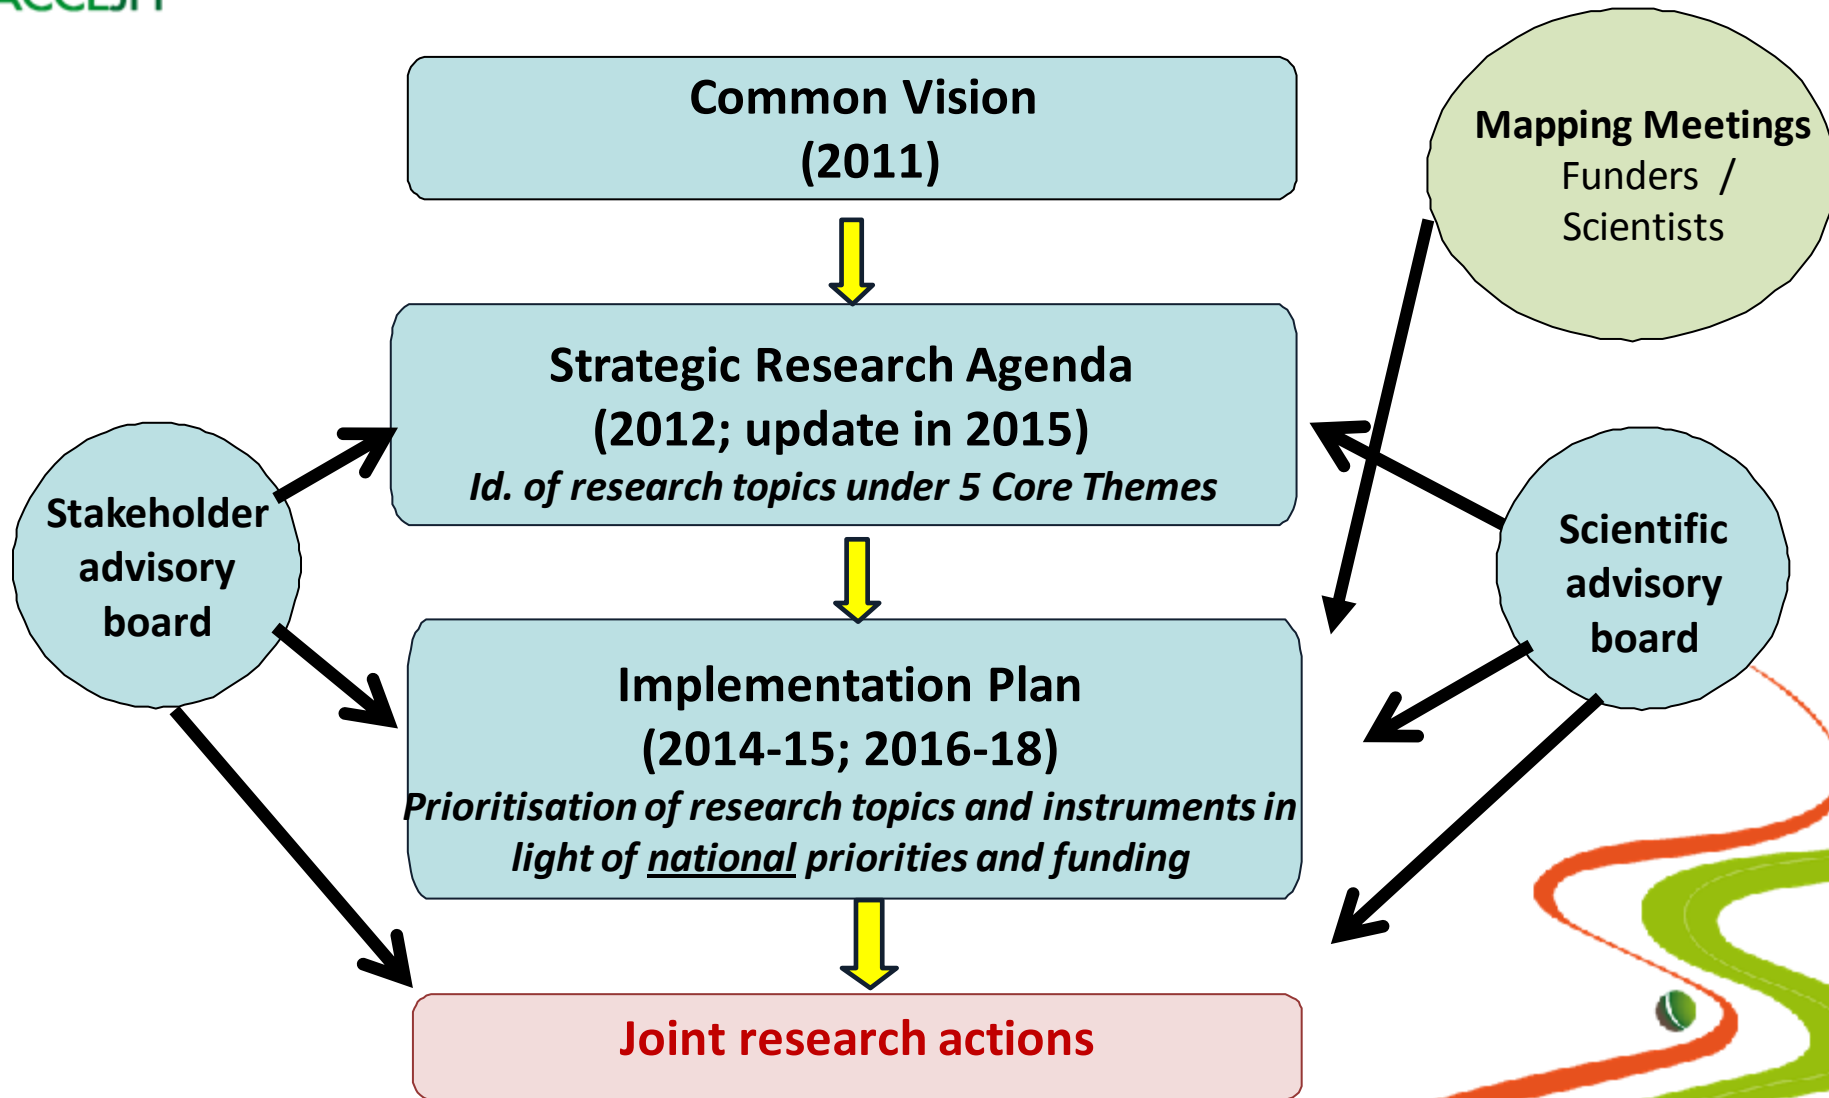 Common Vision
(2011)
Mapping Meetings
Funders /
Scientists
Strategic Research Agenda
(2012; update in 2015)
Id. of research topics under 5 Core Themes
Stakeholder
advisory
board
Scientific
advisory
board
Implementation Plan
(2014-15; 2016-18)
Prioritisation of research topics and instruments in
light of national priorities and funding
Joint research actions